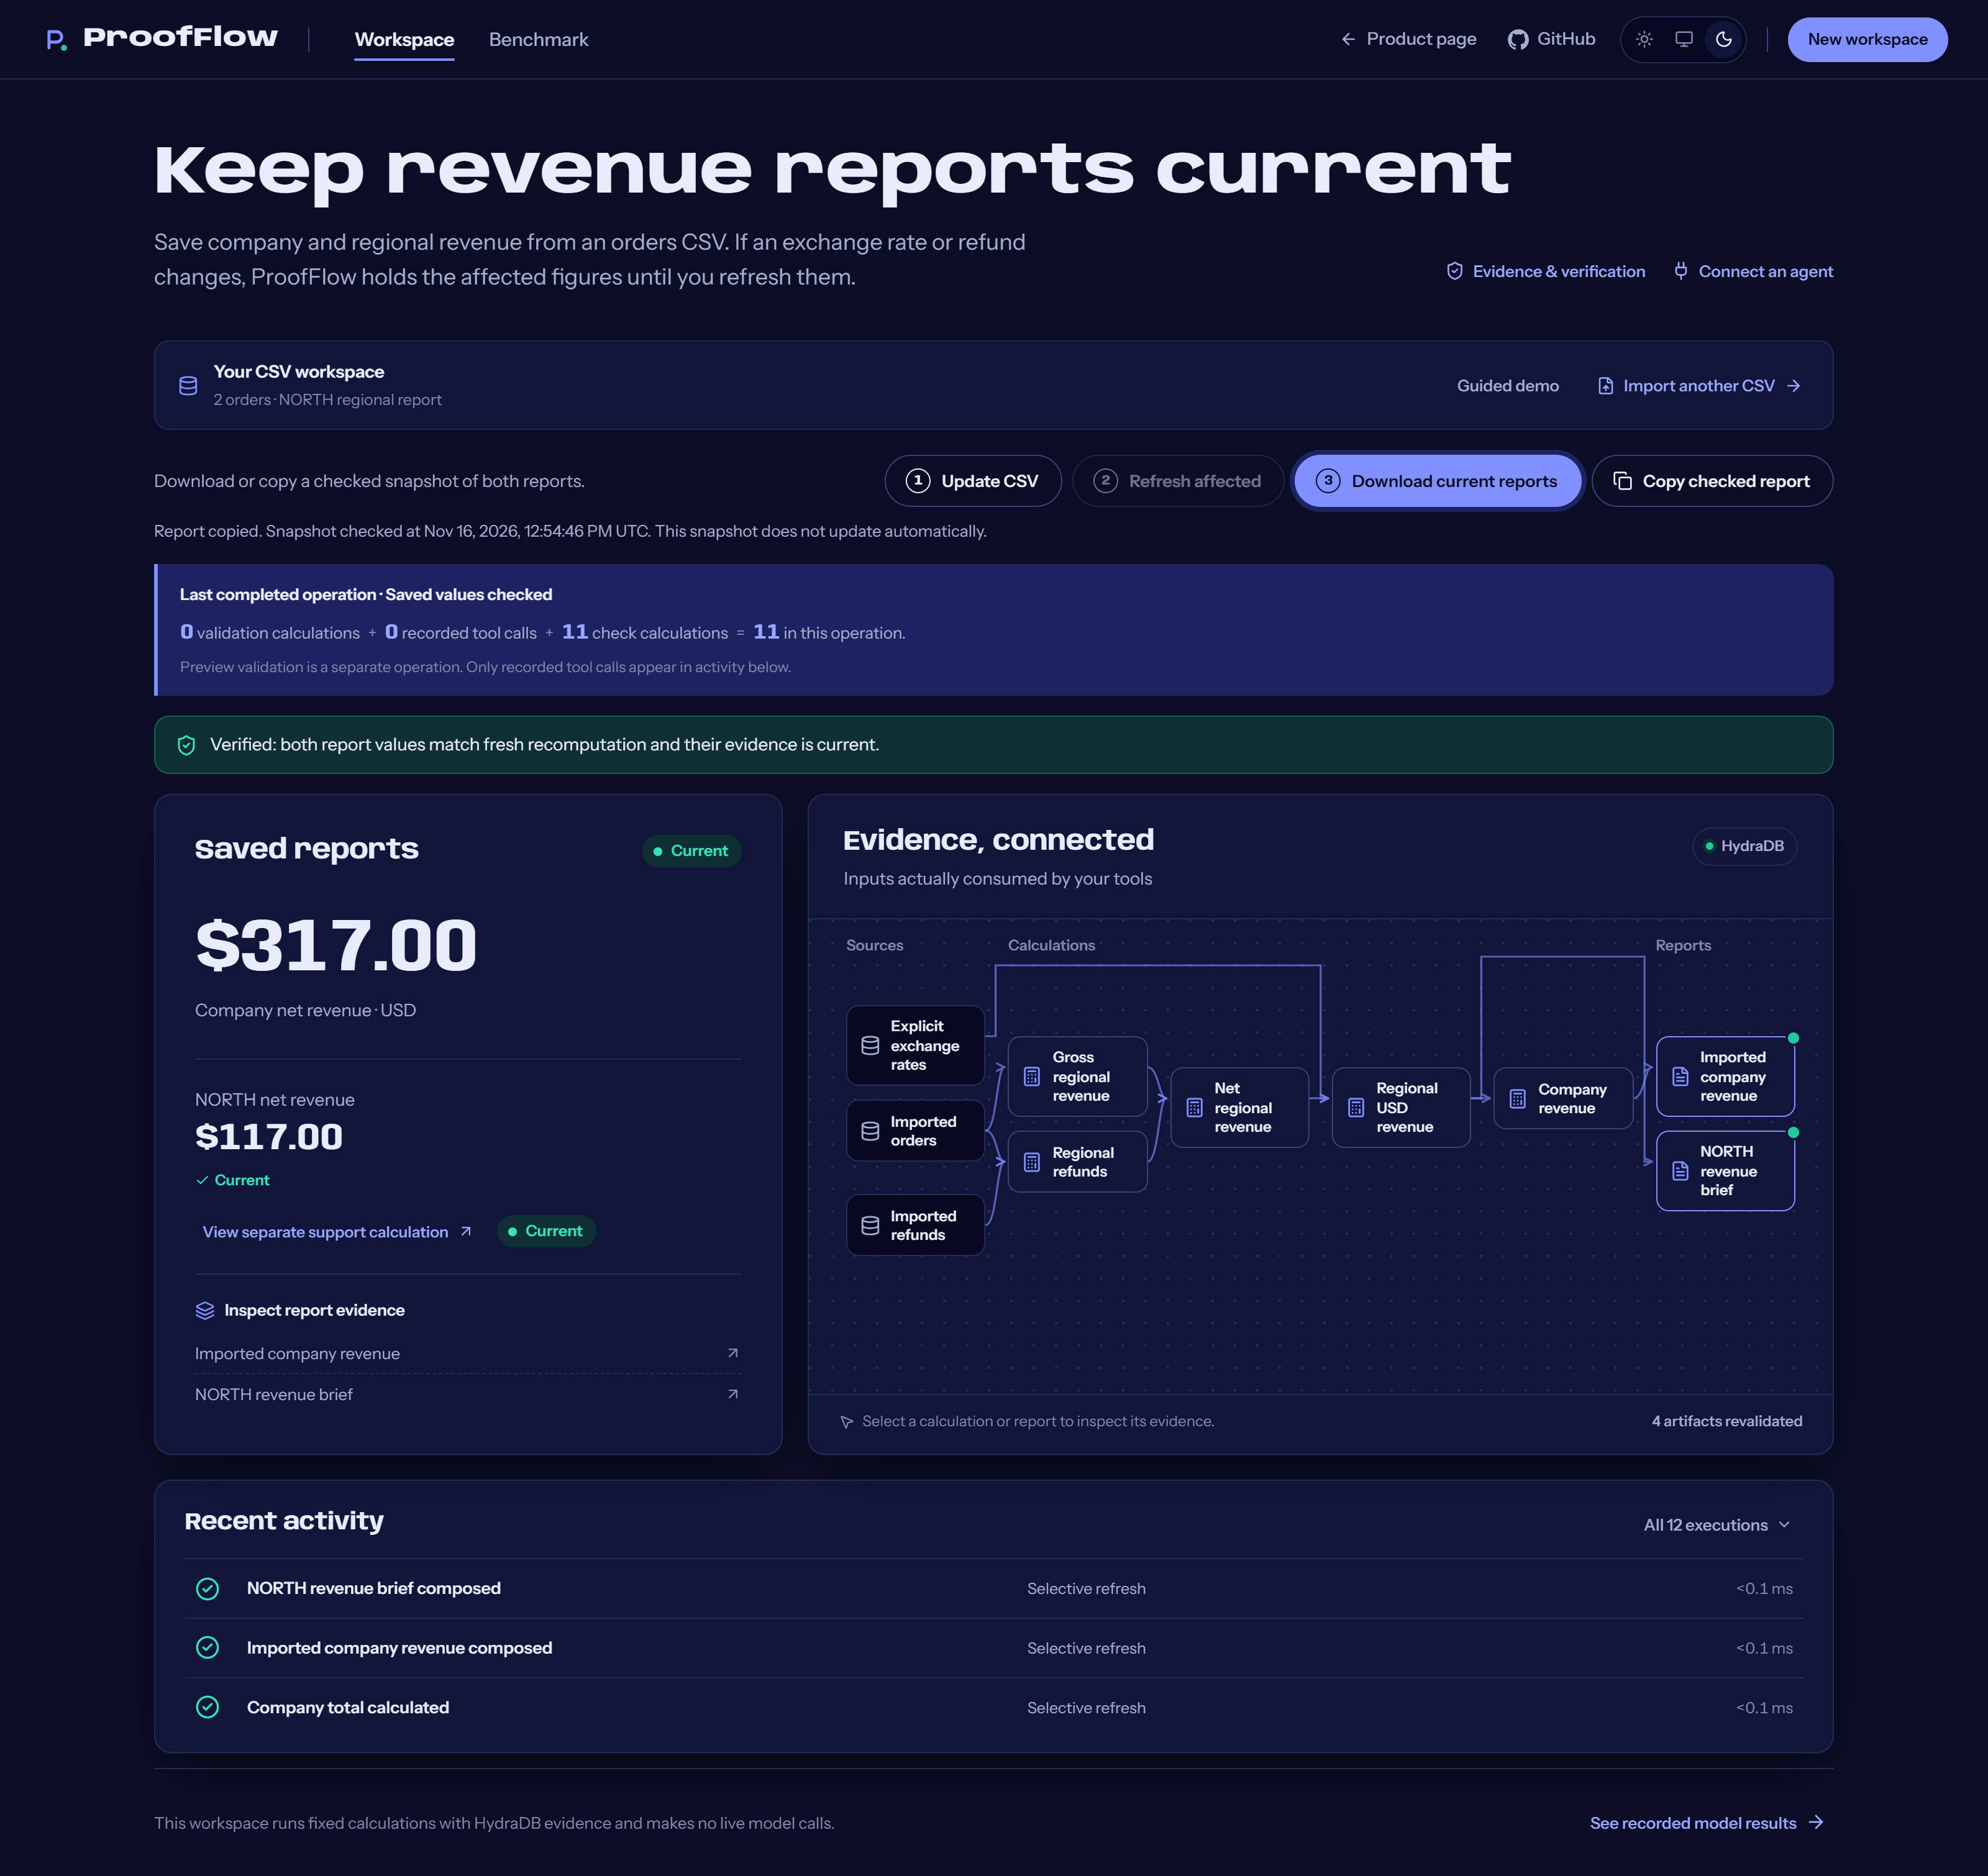 P. ProofFlow
Workspace
Benchmark
Product page
GitHub
New workspace
Keep revenue reports current
Save company and regional revenue from an orders CSV. If an exchange rate or refund
changes, ProofFlow holds the affected figures until you refresh them.
Evidence & verification
Connect an agent
Your CSV workspace
2 orders · NORTH regional report
Guided demo
Import another CSV
Download or copy a checked snapshot of both reports.
1 Update CSV
2 Refresh affected
3 Download current reports
Copy checked report
Report copied. Snapshot checked at Nov 16, 2026, 12:54:46 PM UTC. This snapshot does not update automatically.
Last completed operation · Saved values checked
0 validation calculations + 0 recorded tool calls + 11 check calculations = 11 in this operation.
Preview validation is a separate operation. Only recorded tool calls appear in activity below.
Verified: both report values match fresh recomputation and their evidence is current.
Saved reports
Current
$317.00
Company net revenue · USD
NORTH net revenue
$117.00
Current
View separate support calculation
Current
Inspect report evidence
Imported company revenue
NORTH revenue brief
Evidence, connected
HydraDB
Inputs actually consumed by your tools
Sources
Calculations
Reports
Explicit
exchange
rates
Imported
orders
Imported
refunds
Gross
regional
revenue
Regional
refunds
Net
regional
revenue
Regional
USD
revenue
Company
revenue
Imported
company
revenue
NORTH
revenue
brief
Select a calculation or report to inspect its evidence.
4 artifacts revalidated
Recent activity
All 12 executions
NORTH revenue brief composed
Selective refresh
<0.1 ms
Imported company revenue composed
Selective refresh
<0.1 ms
Company total calculated
Selective refresh
<0.1 ms
This workspace runs fixed calculations with HydraDB evidence and makes no live model calls.
See recorded model results